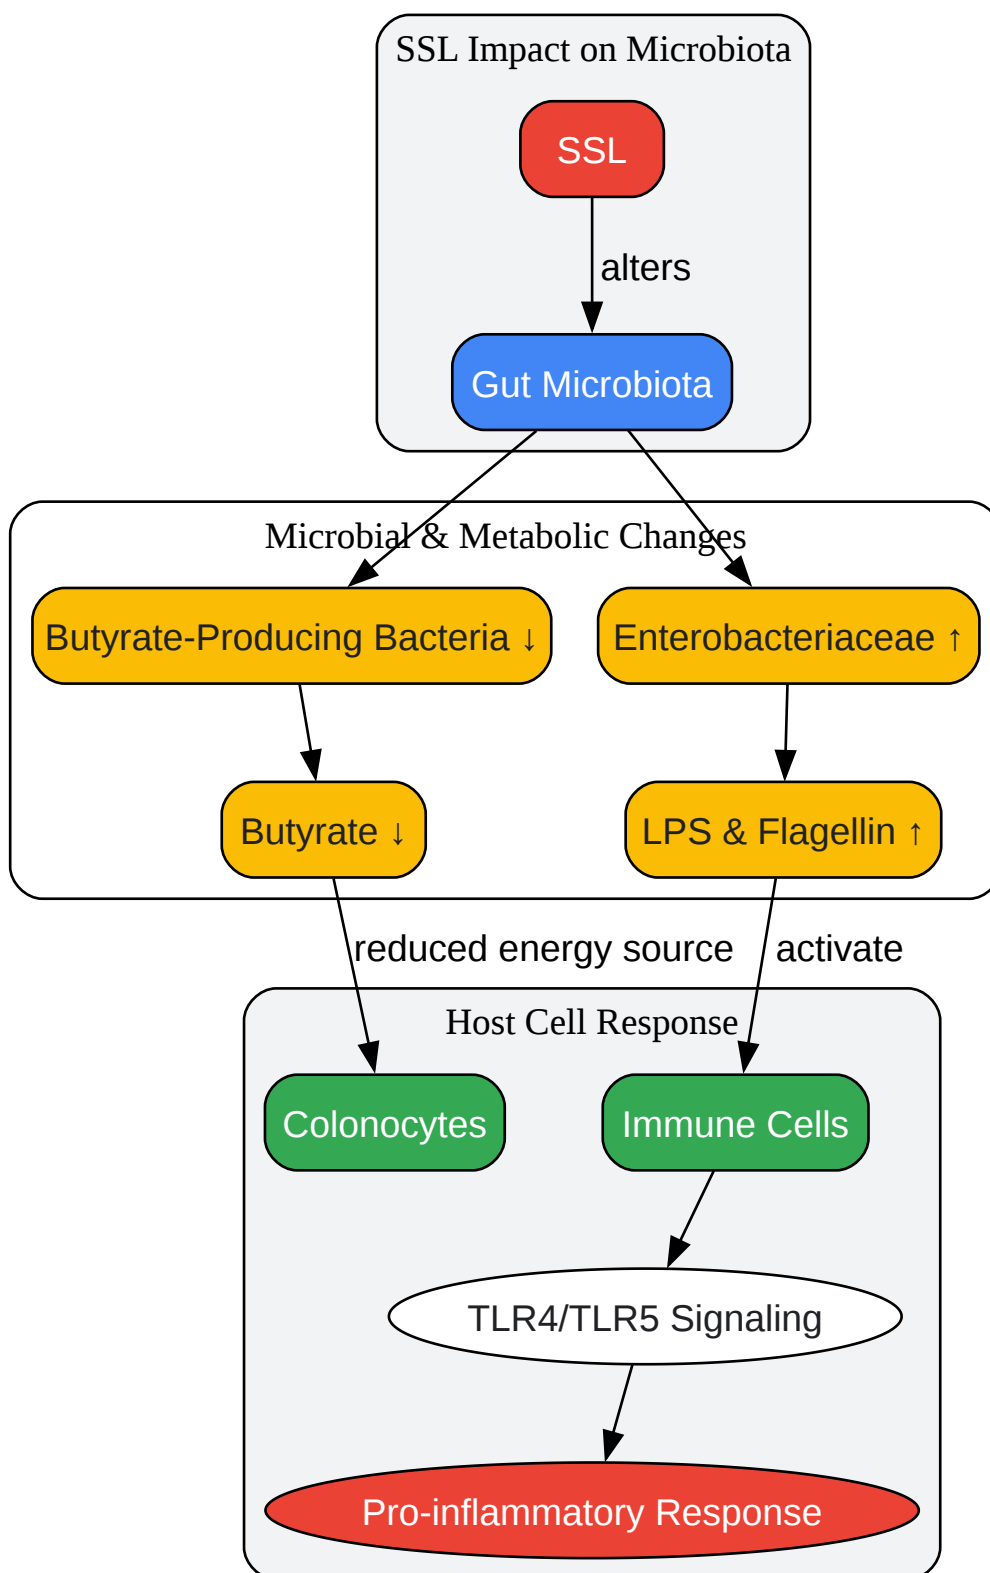 SSL Impact on Microbiota
SSL
alters
Gut Microbiota
Microbial & Metabolic Changes
Butyrate-Producing Bacteria ↓
Enterobacteriaceae ↑
Butyrate ↓
LPS & Flagellin ↑
reduced energy source
activate
Host Cell Response
Colonocytes
Immune Cells
TLR4/TLR5 Signaling
Pro-inflammatory Response